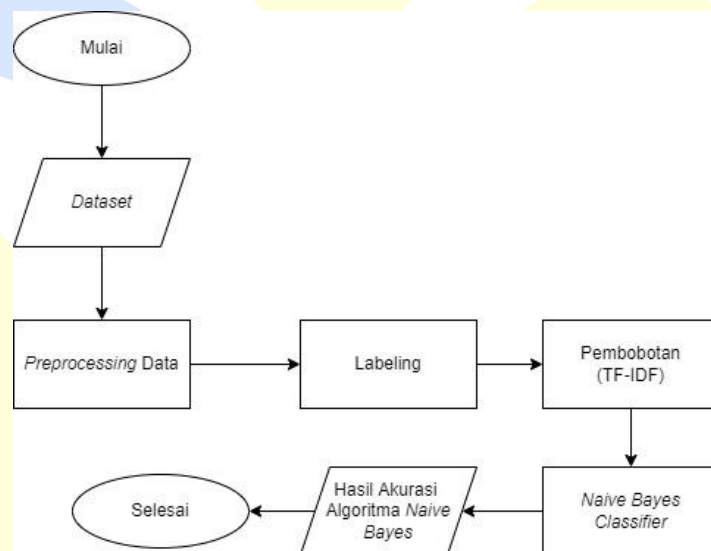 Mulai
Dataset
Preprocessing Data
Labeling
Pembobotan
(TF-IDF)
Naive Bayes
Classifier
Hasil Akurasi
Algoritma Naive
Bayes
Selesai